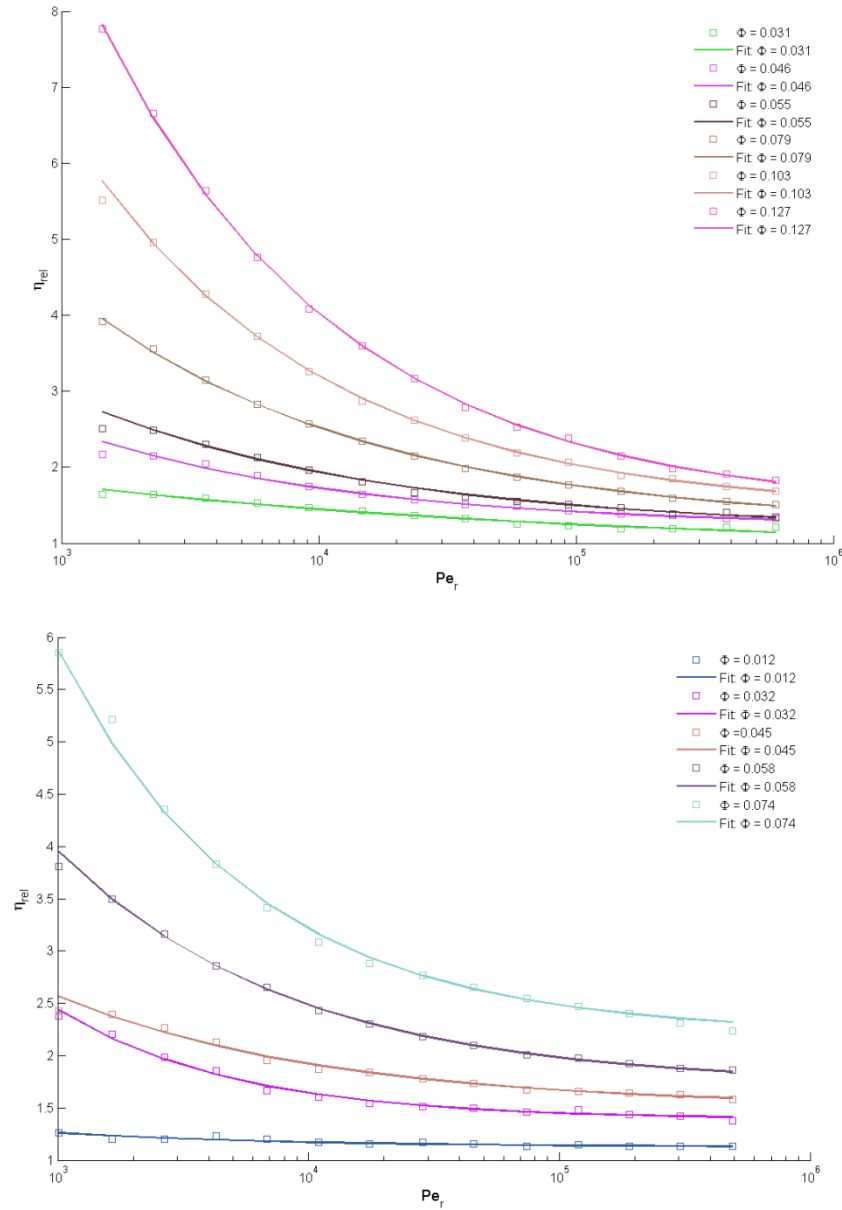 8
7
6
5
4
3
2
1
η_rel
10^3
10^4
10^5
10^6
Pe_r
Φ = 0.031
Fit: Φ = 0.031
Φ = 0.046
Fit: Φ = 0.046
Φ = 0.055
Fit: Φ = 0.055
Φ = 0.079
Fit: Φ = 0.079
Φ = 0.103
Fit: Φ = 0.103
Φ = 0.127
Fit: Φ = 0.127
6
5.5
5
4.5
4
3.5
3
2.5
2
1.5
1
η_rel
10^3
10^4
10^5
10^6
Pe_r
Φ = 0.012
Fit: Φ = 0.012
Φ = 0.032
Fit: Φ = 0.032
Φ =0.045
Fit: Φ = 0.045
Φ = 0.058
Fit: Φ = 0.058
Φ = 0.074
Fit: Φ = 0.074